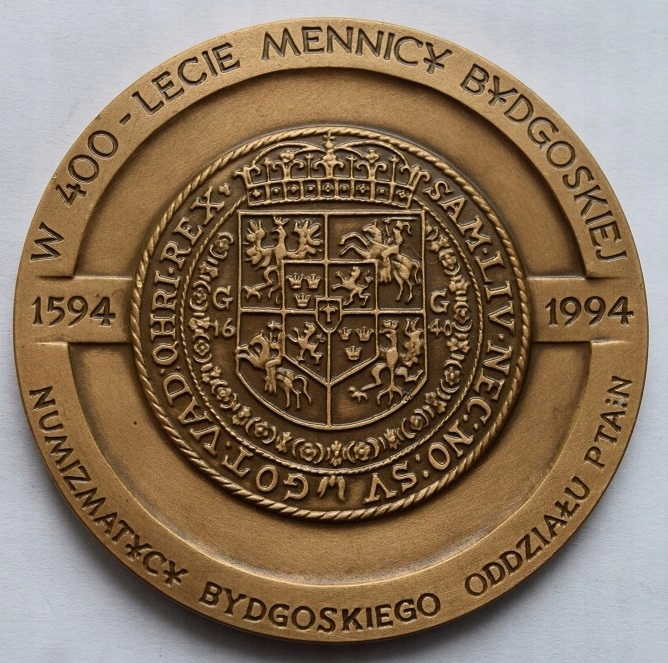 W 400-LECIE MENNICY BYDGOSKIEJ
1594
1994
SAM·LIV·NEC·NO:SV GOT·VAD·QHRI·REX·
G G
16 40
NUMIZMATYCY BYDGOSKIEGO ODDZIAŁU PTA:N